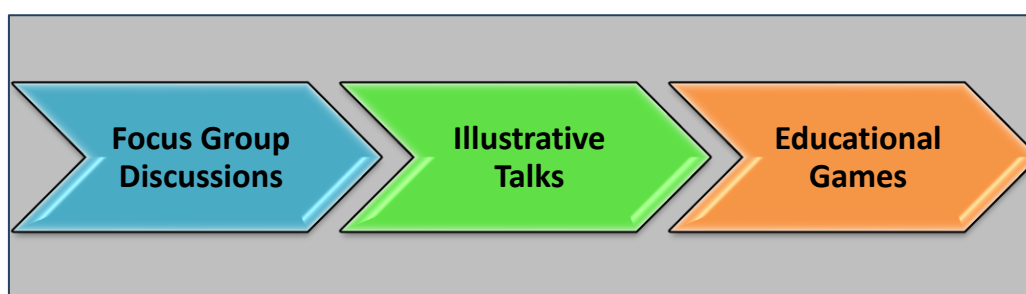 Focus Group
Discussions
Illustrative
Talks
Educational
Games